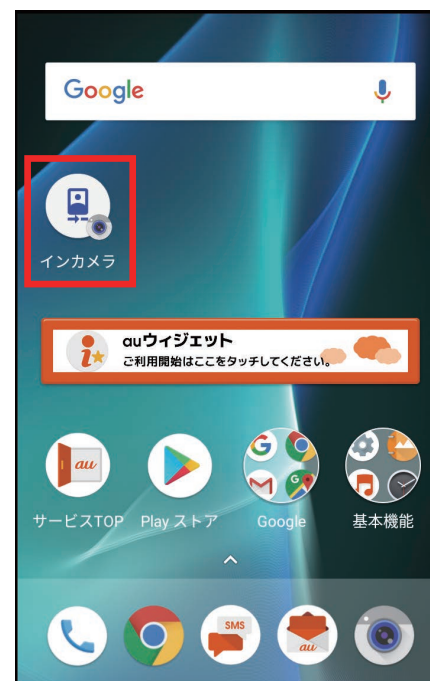 Google
インカメラ
auウィジェット
ご利用開始はここをタッチしてください。
au
サービスTOP
Play ストア
G
Google
基本機能
SMS
au